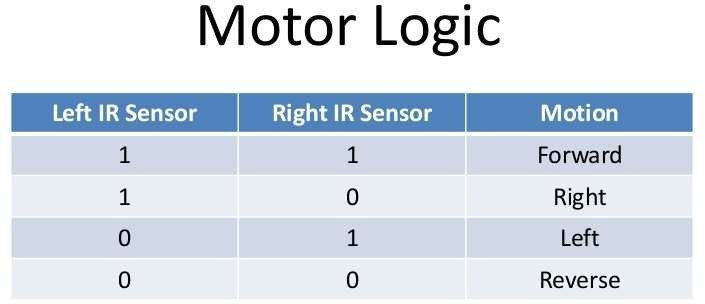 Motor Logic
Left IR Sensor Right IR Sensor Motion
1 1 Forward
1 0 Right
0 1 Left
0 0 Reverse